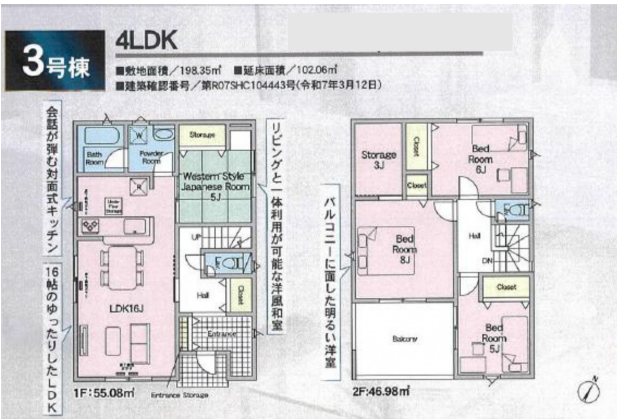 3号棟
4LDK
■敷地面積／198.35㎡ ■延床面積／102.06㎡
■建築確認番号／第R07SHC104443号(令和7年3月12日)
会話が弾む対面式キッチン
16帖のゆったりしたLDK
Bath Room
Powder Room
W
Storage
Western Style
Japanese Room
5J
Under Floor Storage
UP
LDK16J
Hall
Closet
Entrance
Entrance Storage
1F:55.08㎡
リビングと一体利用が可能な洋風和室
バルコニーに面した明るい洋室
Storage
3J
Closet
Closet
Bed Room
6J
Bed Room
8J
Hall
DN
Closet
Balcony
Bed Room
5J
2F:46.98㎡